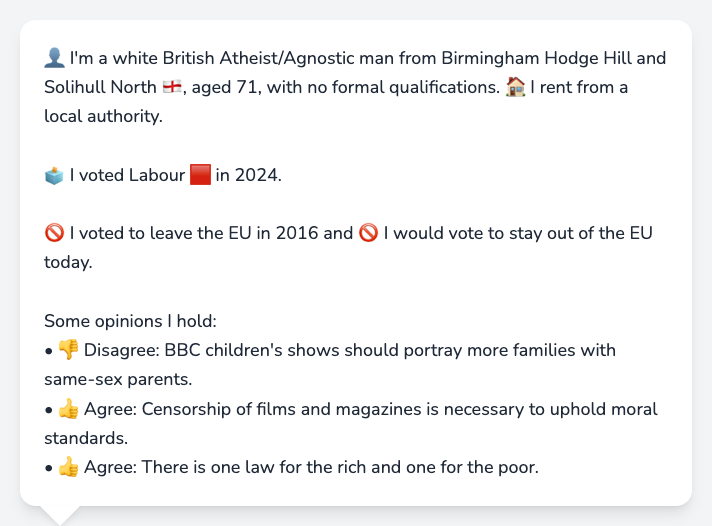 👤 I'm a white British Atheist/Agnostic man from Birmingham Hodge Hill and
Solihull North 🏴󠁧󠁢󠁥󠁮󠁧󠁿, aged 71, with no formal qualifications. 🏠 I rent from a
local authority.
🗳️ I voted Labour 🟥 in 2024.
🚫 I voted to leave the EU in 2016 and 🚫 I would vote to stay out of the EU
today.
Some opinions I hold:
• 👎 Disagree: BBC children's shows should portray more families with
same-sex parents.
• 👍 Agree: Censorship of films and magazines is necessary to uphold moral
standards.
• 👍 Agree: There is one law for the rich and one for the poor.